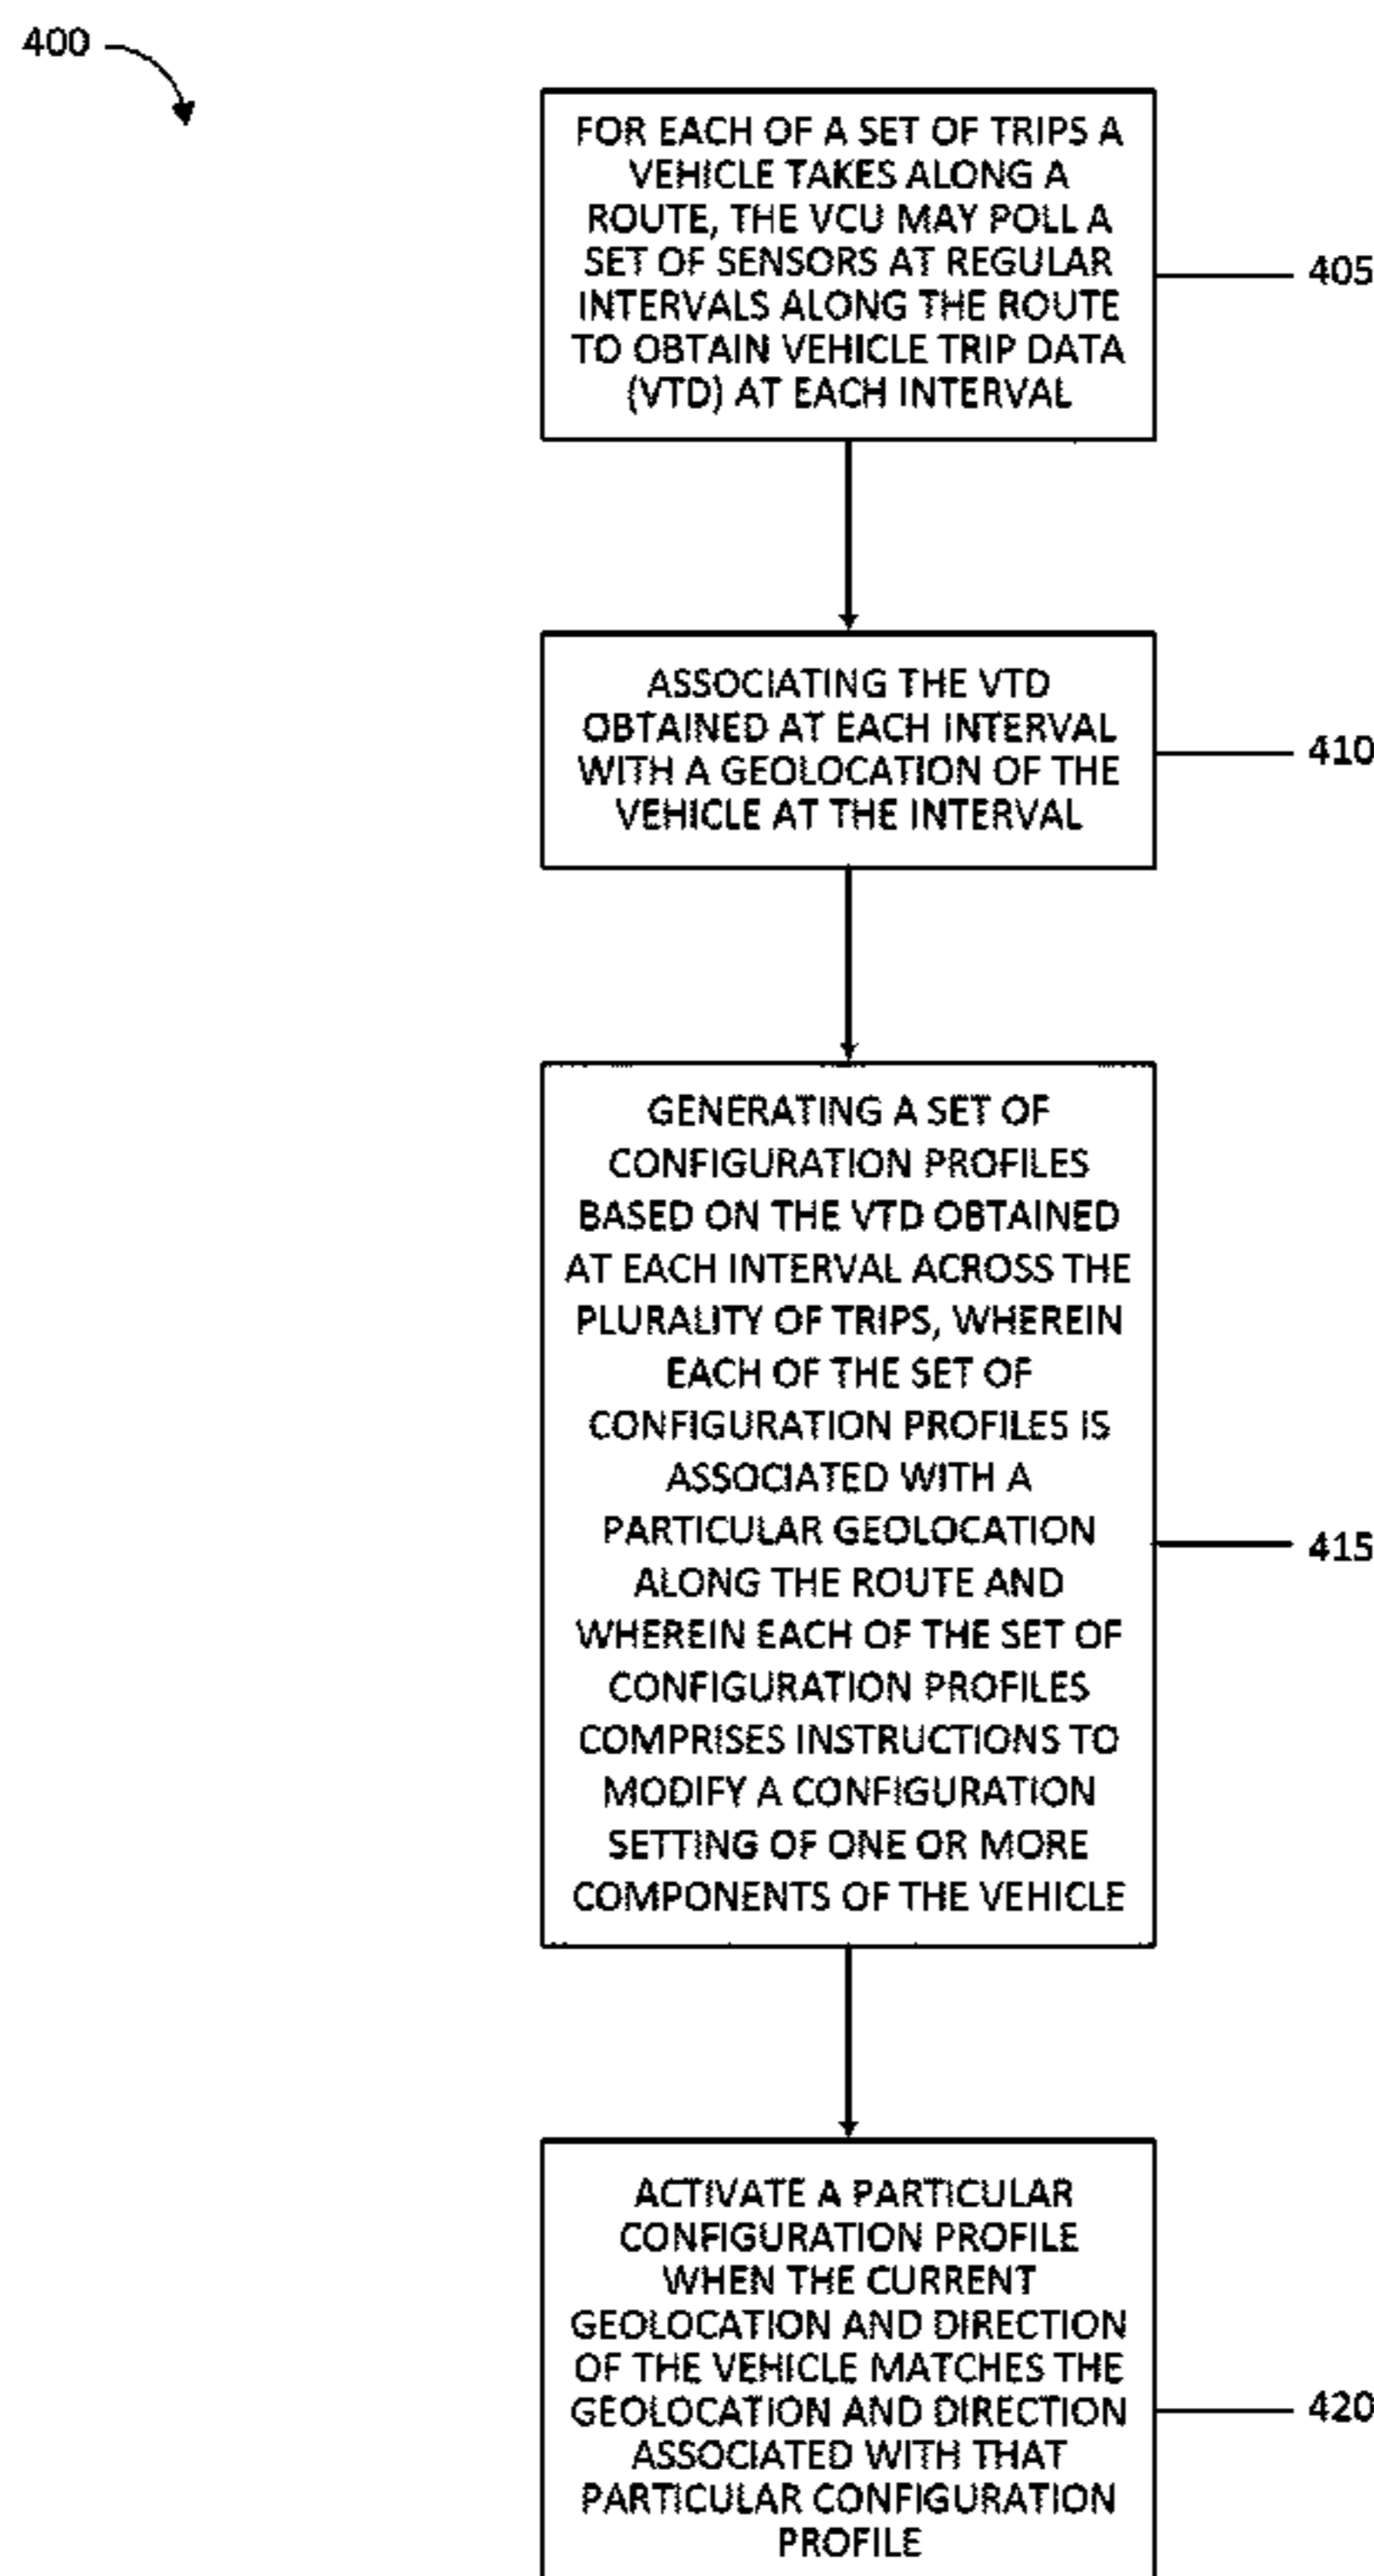 400
FOR EACH OF A SET OF TRIPS A
VEHICLE TAKES ALONG A
ROUTE, THE VCU MAY POLL A
SET OF SENSORS AT REGULAR
INTERVALS ALONG THE ROUTE
TO OBTAIN VEHICLE TRIP DATA
(VTD) AT EACH INTERVAL
405
ASSOCIATING THE VTD
OBTAINED AT EACH INTERVAL
WITH A GEOLOCATION OF THE
VEHICLE AT THE INTERVAL
410
GENERATING A SET OF
CONFIGURATION PROFILES
BASED ON THE VTD OBTAINED
AT EACH INTERVAL ACROSS THE
PLURALITY OF TRIPS, WHEREIN
EACH OF THE SET OF
CONFIGURATION PROFILES IS
ASSOCIATED WITH A
PARTICULAR GEOLOCATION
ALONG THE ROUTE AND
WHEREIN EACH OF THE SET OF
CONFIGURATION PROFILES
COMPRISES INSTRUCTIONS TO
MODIFY A CONFIGURATION
SETTING OF ONE OR MORE
COMPONENTS OF THE VEHICLE
415
ACTIVATE A PARTICULAR
CONFIGURATION PROFILE
WHEN THE CURRENT
GEOLOCATION AND DIRECTION
OF THE VEHICLE MATCHES THE
GEOLOCATION AND DIRECTION
ASSOCIATED WITH THAT
PARTICULAR CONFIGURATION
PROFILE
420